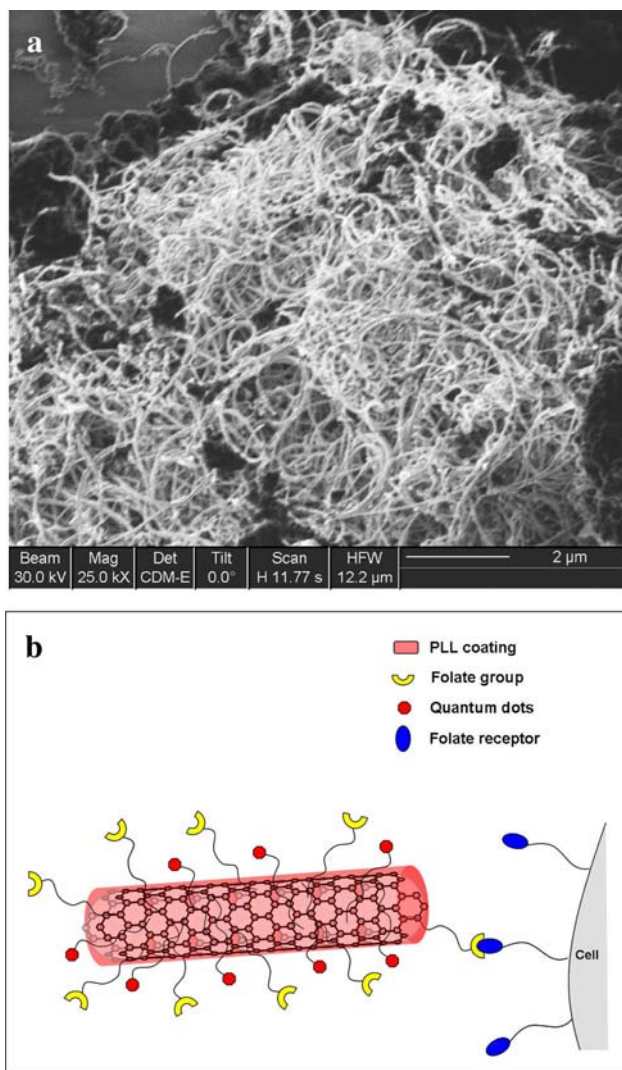 a
Beam Mag Det Tilt Scan HFW 2 µm
30.0 kV 25.0 kX CDM-E 0.0° H 11.77 s 12.2 µm
b
PLL coating
Folate group
Quantum dots
Folate receptor
Cell